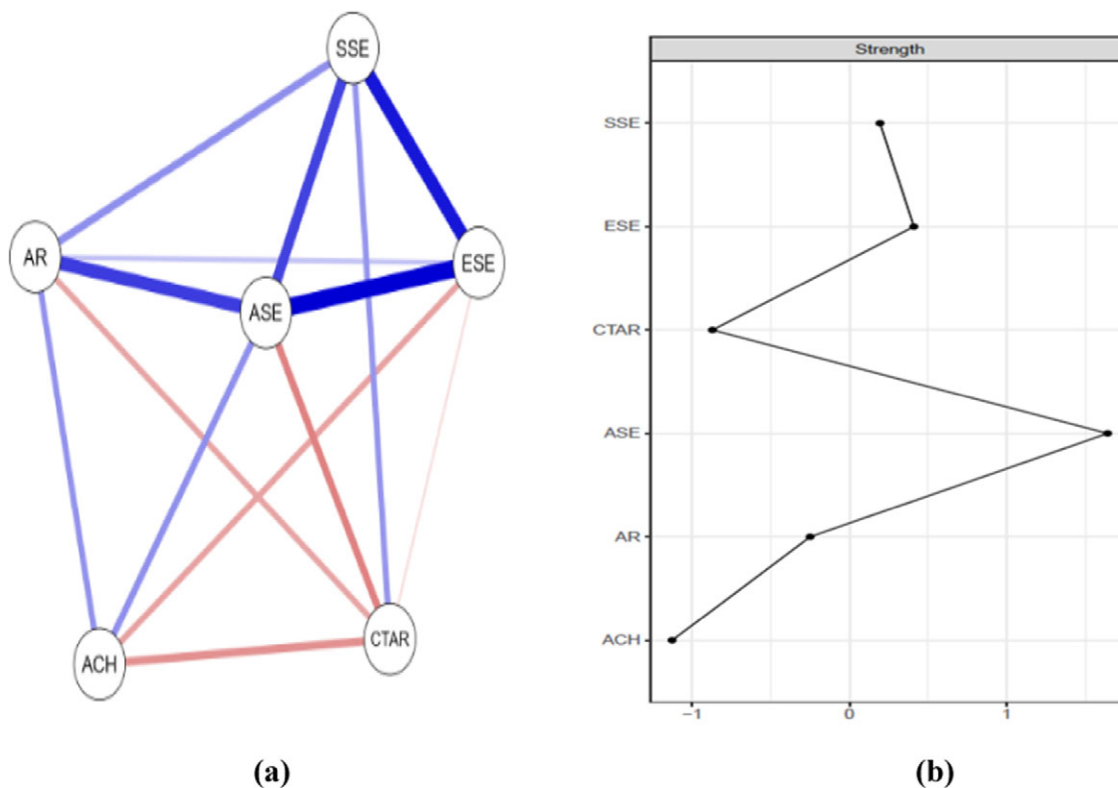 SSE
AR
ESE
ASE
CTAR
ACH
(a)
Strength
SSE
ESE
CTAR
ASE
AR
ACH
−1 0 1
(b)